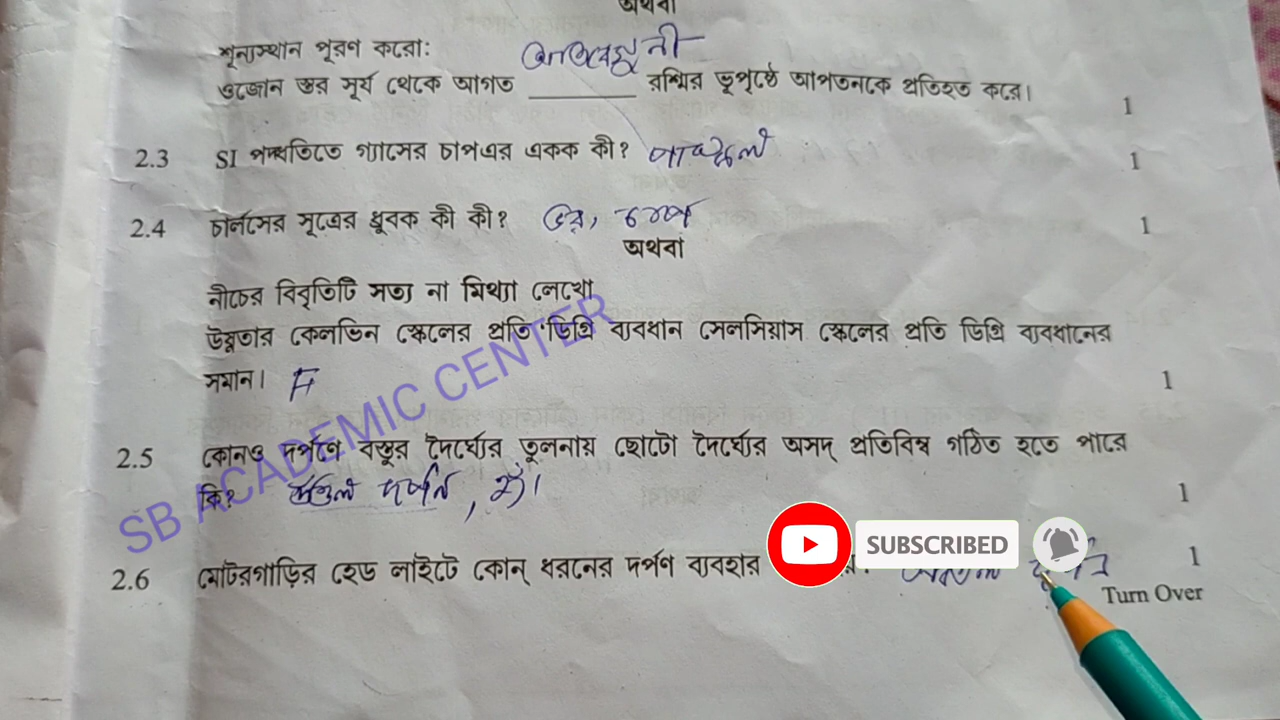 অথবা
শূন্যস্থান পূরণ করো:
ওজোন স্তর সূর্য থেকে আগত ________ রশ্মির ভূপৃষ্ঠে আপতনকে প্রতিহত করে।
1
2.3 SI পদ্ধতিতে গ্যাসের চাপএর একক কী? পাস্কাল 1
2.4 চার্লসের সূত্রের ধ্রুবক কী কী? ভর, চাপ 1
অথবা
নীচের বিবৃতিটি সত্য না মিথ্যা লেখো
উষ্ণতার কেলভিন স্কেলের প্রতি ডিগ্রি ব্যবধান সেলসিয়াস স্কেলের প্রতি ডিগ্রি ব্যবধানের
সমান। 1
2.5 কোনও দর্পণে বস্তুর দৈর্ঘ্যের তুলনায় ছোটো দৈর্ঘ্যের অসদ্ প্রতিবিম্ব গঠিত হতে পারে
কি? দর্পন, হ্যাঁ। 1
2.6 মোটরগাড়ির হেড লাইটে কোন্ ধরনের দর্পণ ব্যবহার 1
SUBSCRIBED
Turn Over
SB ACADEMIC CENTER